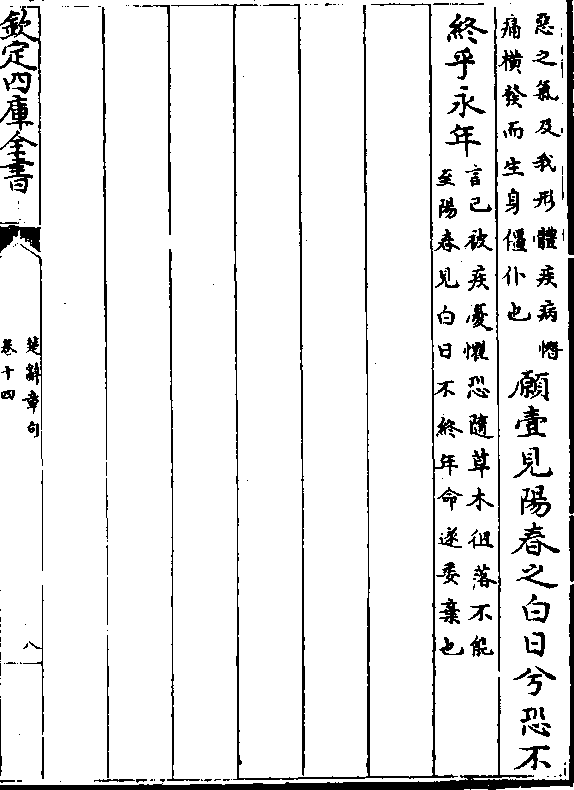 惡之氣及我形體疾病憯
痛橫發而生身僵仆也
願壹見陽春之白日兮恐不
終乎永年
言己被疾憂懼恐隨草木徂落不能
至陽春見白日不終年命遂委棄也
欽定四庫全書
楚辭章句
卷十四
八